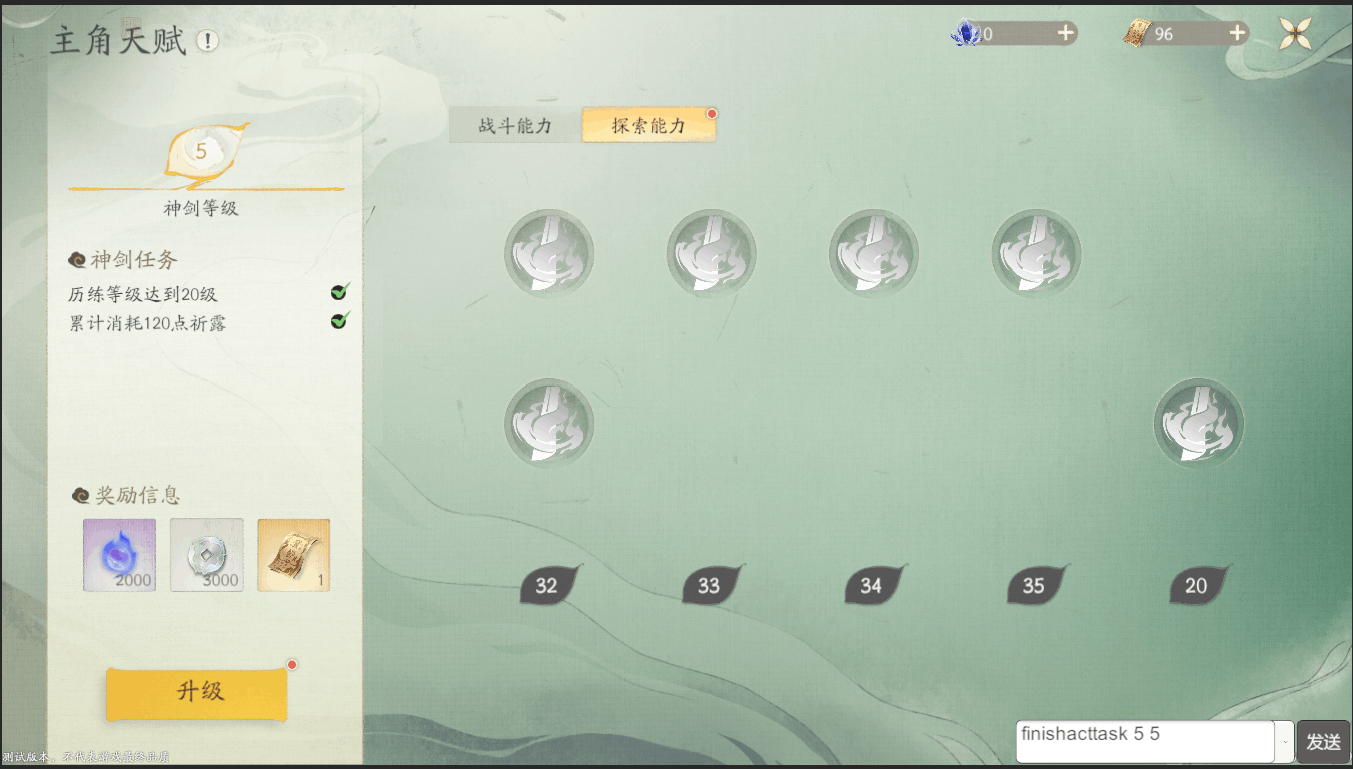 主角天赋
0
96
战斗能力
探索能力
5
神剑等级
神剑任务
历练等级达到20级
累计消耗120点祈露
奖励信息
2000
3000
1
32
33
34
35
20
升级
finishacttask 5 5
发送
测试版本，不代表游戏最终品质